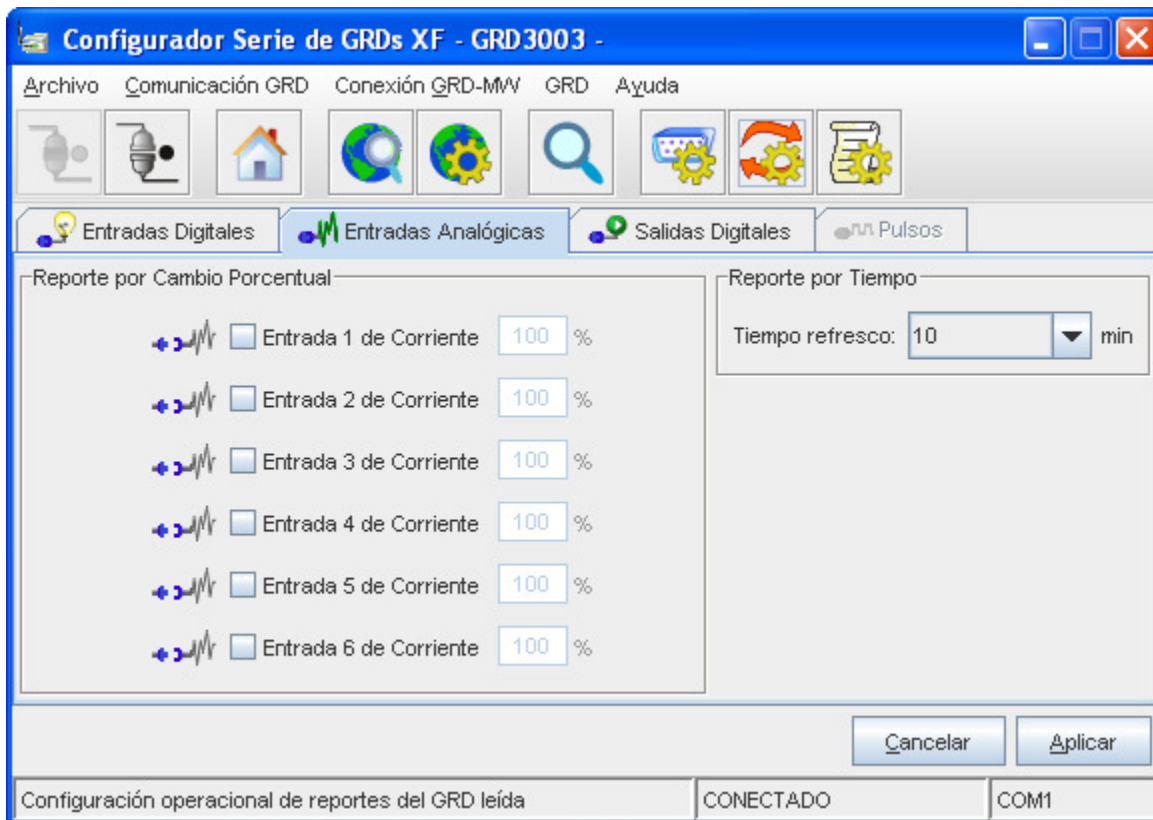 Configurador Serie de GRDs XF - GRD3003 -
Archivo Comunicación GRD Conexión GRD-MW GRD Ayuda
Entradas Digitales Entradas Analógicas Salidas Digitales Pulsos
Reporte por Cambio Porcentual
Entrada 1 de Corriente 100 %
Entrada 2 de Corriente 100 %
Entrada 3 de Corriente 100 %
Entrada 4 de Corriente 100 %
Entrada 5 de Corriente 100 %
Entrada 6 de Corriente 100 %
Reporte por Tiempo
Tiempo refresco: 10 min
Cancelar Aplicar
Configuración operacional de reportes del GRD leída CONECTADO COM1